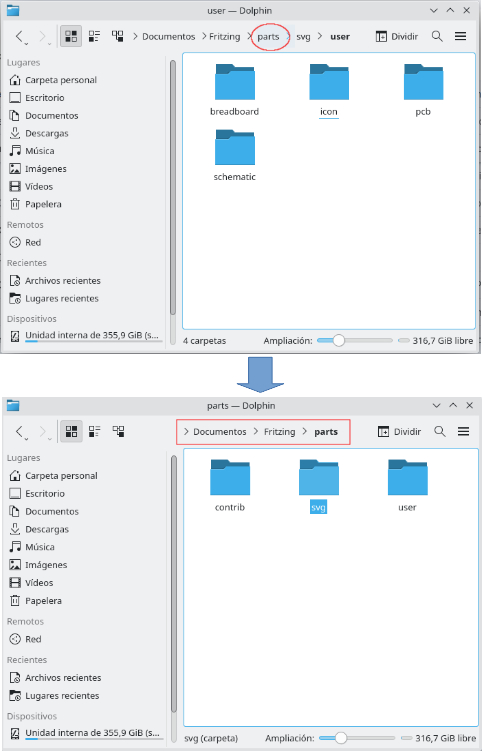 user — Dolphin
Documentos Fritzing parts svg user Dividir
Lugares
Carpeta personal
Escritorio
Documentos
Descargas
Música
Imágenes
Vídeos
Papelera
Remotos
Red
Recientes
Archivos recientes
Lugares recientes
Dispositivos
Unidad interna de 355,9 GiB (s...
breadboard icon pcb
schematic
4 carpetas Ampliación: 316,7 GiB libre
parts — Dolphin
Documentos Fritzing parts Dividir
Lugares
Carpeta personal
Escritorio
Documentos
Descargas
Música
Imágenes
Vídeos
Papelera
Remotos
Red
Recientes
Archivos recientes
Lugares recientes
Dispositivos
Unidad interna de 355,9 GiB (s...
contrib svg user
svg (carpeta) Ampliación: 316,7 GiB libre